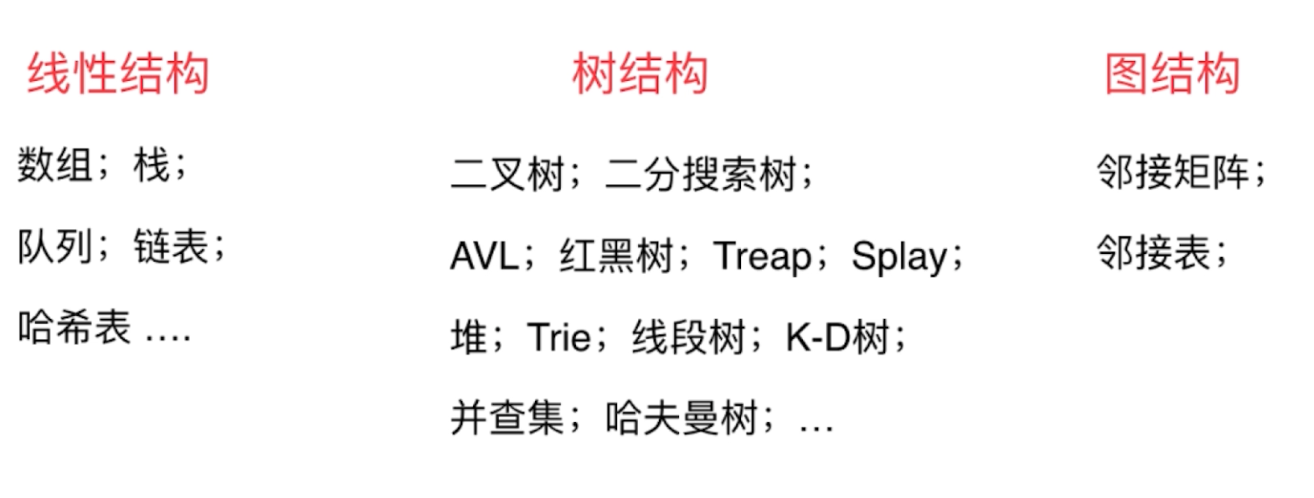 线性结构
数组；栈；
队列；链表；
哈希表 ....
树结构
二叉树；二分搜索树；
AVL；红黑树；Treap；Splay；
堆；Trie；线段树；K-D树；
并查集；哈夫曼树；...
图结构
邻接矩阵；
邻接表；